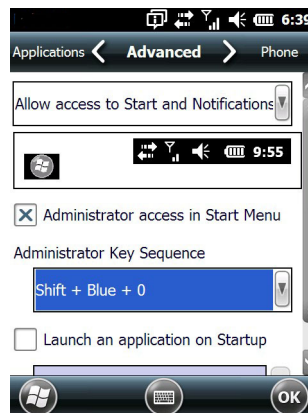 6:39
Applications Advanced Phone
Allow access to Start and Notifications
9:55
Administrator access in Start Menu
Administrator Key Sequence
Shift + Blue + 0
Launch an application on Startup
OK